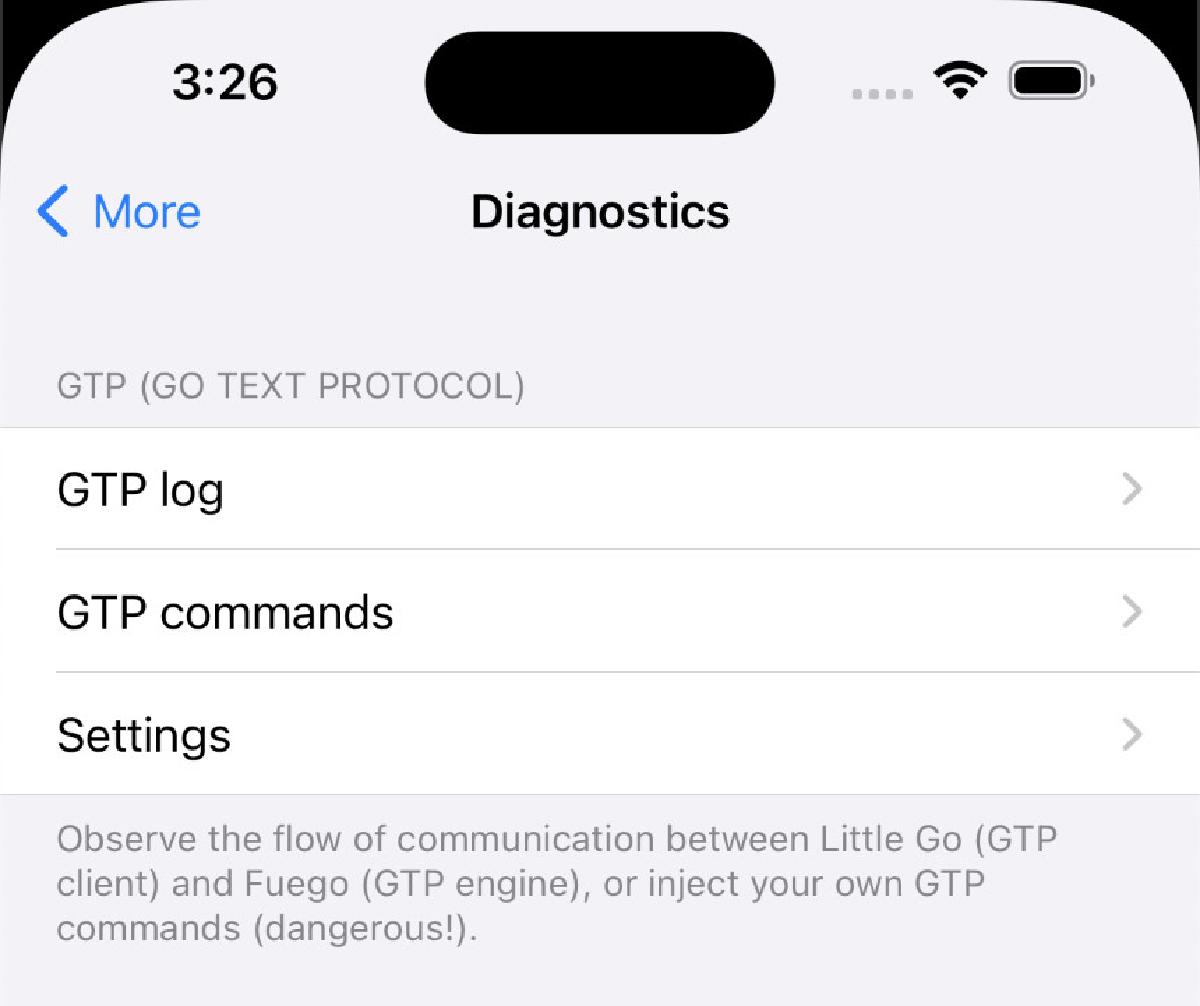 3:26
More
Diagnostics
GTP (GO TEXT PROTOCOL)
GTP log
GTP commands
Settings
Observe the flow of communication between Little Go (GTP
client) and Fuego (GTP engine), or inject your own GTP
commands (dangerous!).